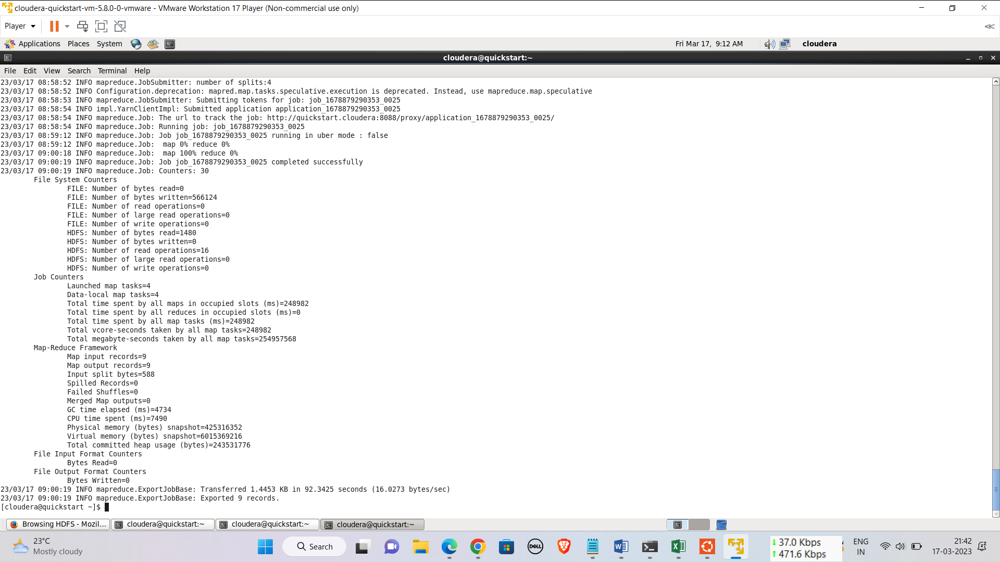 cloudera-quickstart-vm-5.8.0-0-vmware - VMware Workstation 17 Player (Non-commercial use only)
Player
Applications Places System Fri Mar 17, 9:12 AM cloudera
cloudera@quickstart:~
File Edit View Search Terminal Help
23/03/17 08:58:52 INFO mapreduce.JobSubmitter: number of splits:4
23/03/17 08:58:52 INFO Configuration.deprecation: mapred.map.tasks.speculative.execution is deprecated. Instead, use mapreduce.map.speculative
23/03/17 08:58:53 INFO mapreduce.JobSubmitter: Submitting tokens for job: job_1678879290353_0025
23/03/17 08:58:54 INFO impl.YarnClientImpl: Submitted application application_1678879290353_0025
23/03/17 08:58:54 INFO mapreduce.Job: The url to track the job: http://quickstart.cloudera:8088/proxy/application_1678879290353_0025/
23/03/17 08:58:54 INFO mapreduce.Job: Running job: job_1678879290353_0025
23/03/17 08:59:12 INFO mapreduce.Job: Job job_1678879290353_0025 running in uber mode : false
23/03/17 08:59:12 INFO mapreduce.Job:  map 0% reduce 0%
23/03/17 09:00:18 INFO mapreduce.Job:  map 100% reduce 0%
23/03/17 09:00:19 INFO mapreduce.Job: Job job_1678879290353_0025 completed successfully
23/03/17 09:00:19 INFO mapreduce.Job: Counters: 30
File System Counters
FILE: Number of bytes read=0
FILE: Number of bytes written=566124
FILE: Number of read operations=0
FILE: Number of large read operations=0
FILE: Number of write operations=0
HDFS: Number of bytes read=1480
HDFS: Number of bytes written=0
HDFS: Number of read operations=16
HDFS: Number of large read operations=0
HDFS: Number of write operations=0
Job Counters
Launched map tasks=4
Data-local map tasks=4
Total time spent by all maps in occupied slots (ms)=248982
Total time spent by all reduces in occupied slots (ms)=0
Total time spent by all map tasks (ms)=248982
Total vcore-seconds taken by all map tasks=248982
Total megabyte-seconds taken by all map tasks=254957568
Map-Reduce Framework
Map input records=9
Map output records=9
Input split bytes=588
Spilled Records=0
Failed Shuffles=0
Merged Map outputs=0
GC time elapsed (ms)=4734
CPU time spent (ms)=7490
Physical memory (bytes) snapshot=425316352
Virtual memory (bytes) snapshot=6015369216
Total committed heap usage (bytes)=243531776
File Input Format Counters
Bytes Read=0
File Output Format Counters
Bytes Written=0
23/03/17 09:00:19 INFO mapreduce.ExportJobBase: Transferred 1.4453 KB in 92.3425 seconds (16.0273 bytes/sec)
23/03/17 09:00:19 INFO mapreduce.ExportJobBase: Exported 9 records.
[cloudera@quickstart ~]$
Browsing HDFS - Mozil... cloudera@quickstart:~ cloudera@quickstart:~ cloudera@quickstart:~
23°C
Mostly cloudy
Search
DELL
37.0 Kbps
471.6 Kbps
ENG
IN
21:42
17-03-2023